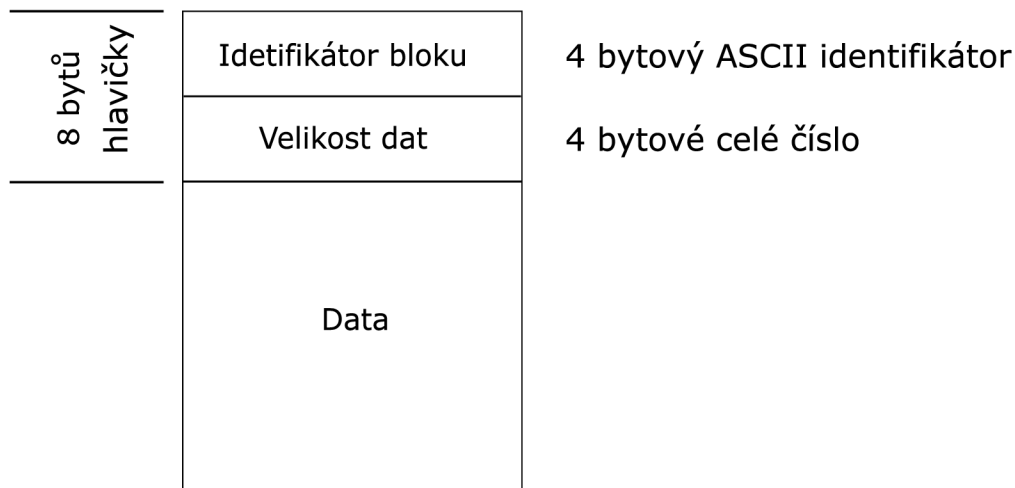 8 bytů
hlavičky
Idetifikátor bloku
4 bytový ASCII identifikátor
Velikost dat
4 bytové celé číslo
Data